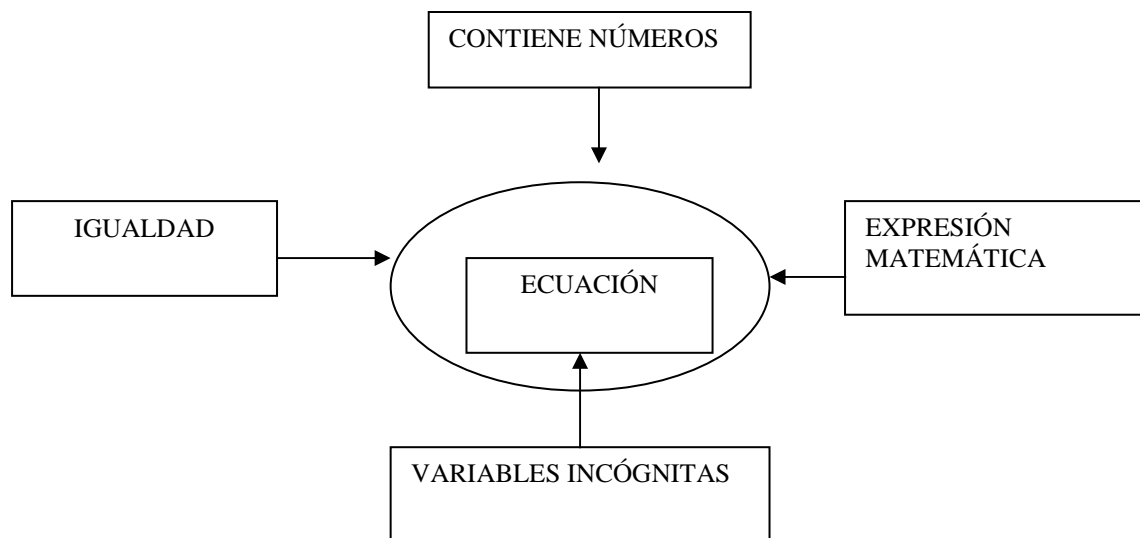 CONTIENE NÚMEROS
IGUALDAD
EXPRESIÓN
MATEMÁTICA
ECUACIÓN
VARIABLES INCÓGNITAS